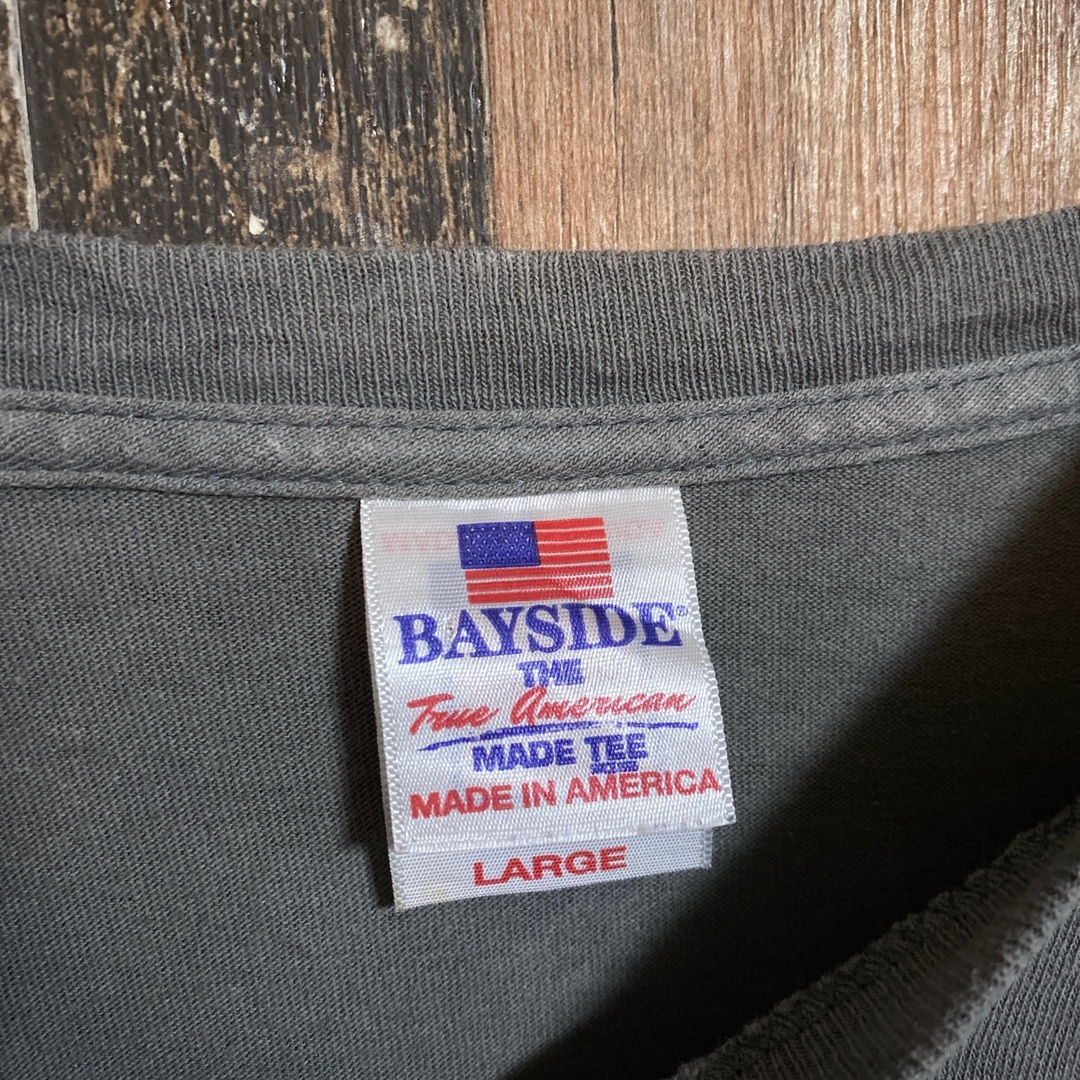 BAYSIDE®
THE
True American
MADE TEE
MADE IN AMERICA
LARGE